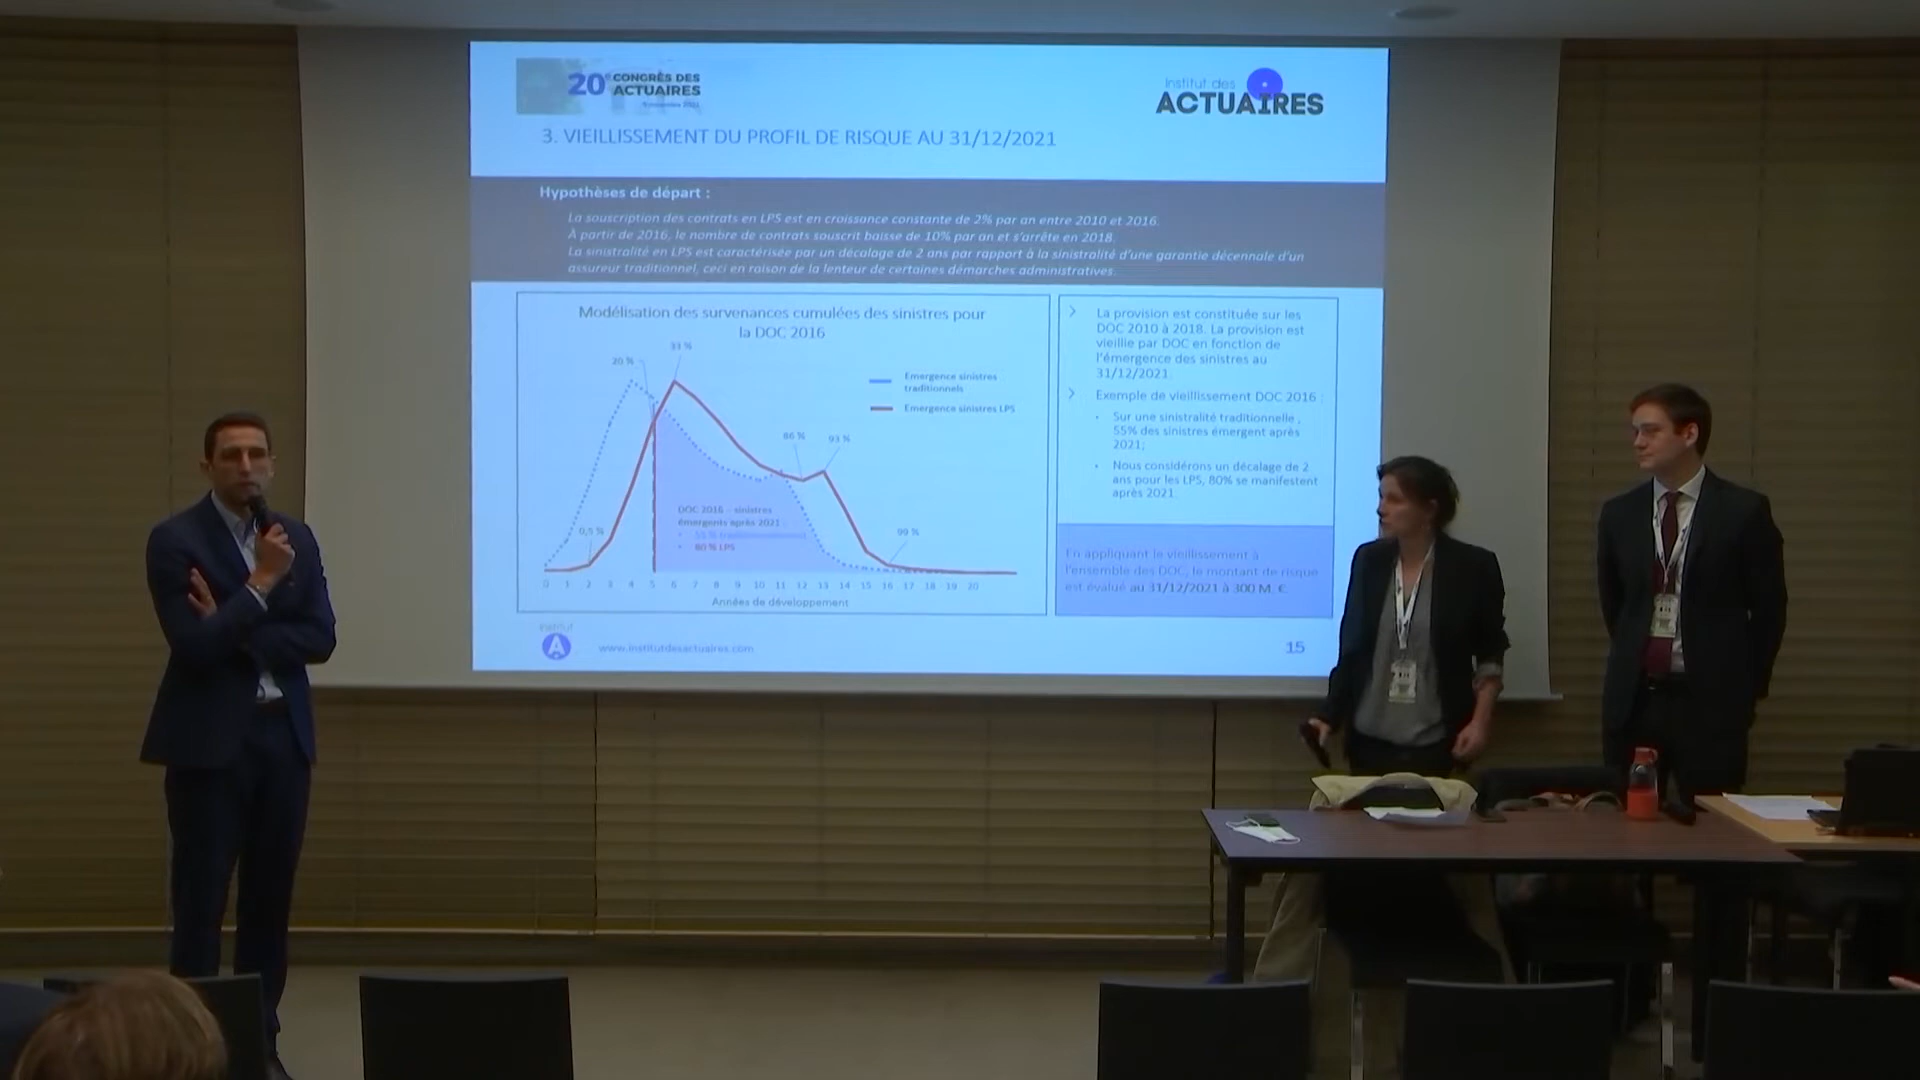 20e CONGRÈS DES
ACTUAIRES
Institut des
ACTUAIRES
3. VIEILLISSEMENT DU PROFIL DE RISQUE AU 31/12/2021
Hypothèses de départ :
La souscription des contrats en LPS est en croissance constante de 2% par an entre 2010 et 2016.
À partir de 2016, le nombre de contrats souscrit baisse de 10% par an et s'arrête en 2018.
La sinistralité en LPS est caractérisée par un décalage de 2 ans par rapport à la sinistralité d'une garantie décennale d'un
assureur traditionnel, ceci en raison de la lenteur de certaines démarches administratives.
Modélisation des survenances cumulées des sinistres pour
la DOC 2016
20 %
86 %
93 %
0,5 %
99 %
Emergence sinistres
traditionnels
Emergence sinistres LPS
DOC 2016 - sinistres
émergents après 2021
80 % LPS
0 1 2 3 4 5 6 7 8 9 10 11 12 13 14 15 16 17 18 19 20
Années de développement
La provision est constituée sur les
DOC 2010 à 2018. La provision est
vieillie par DOC en fonction de
l'émergence des sinistres au
31/12/2021.
Exemple de vieillissement DOC 2016 :
Sur une sinistralité traditionnelle ,
55% des sinistres émergent après
2021;
Nous considérons un décalage de 2
ans pour les LPS, 80% se manifestent
après 2021.
En appliquant le vieillissement à
l'ensemble des DOC, le montant de risque
est évalué au 31/12/2021 à 300 M. €.
Institut
A
www.institutdesactuaires.com
15